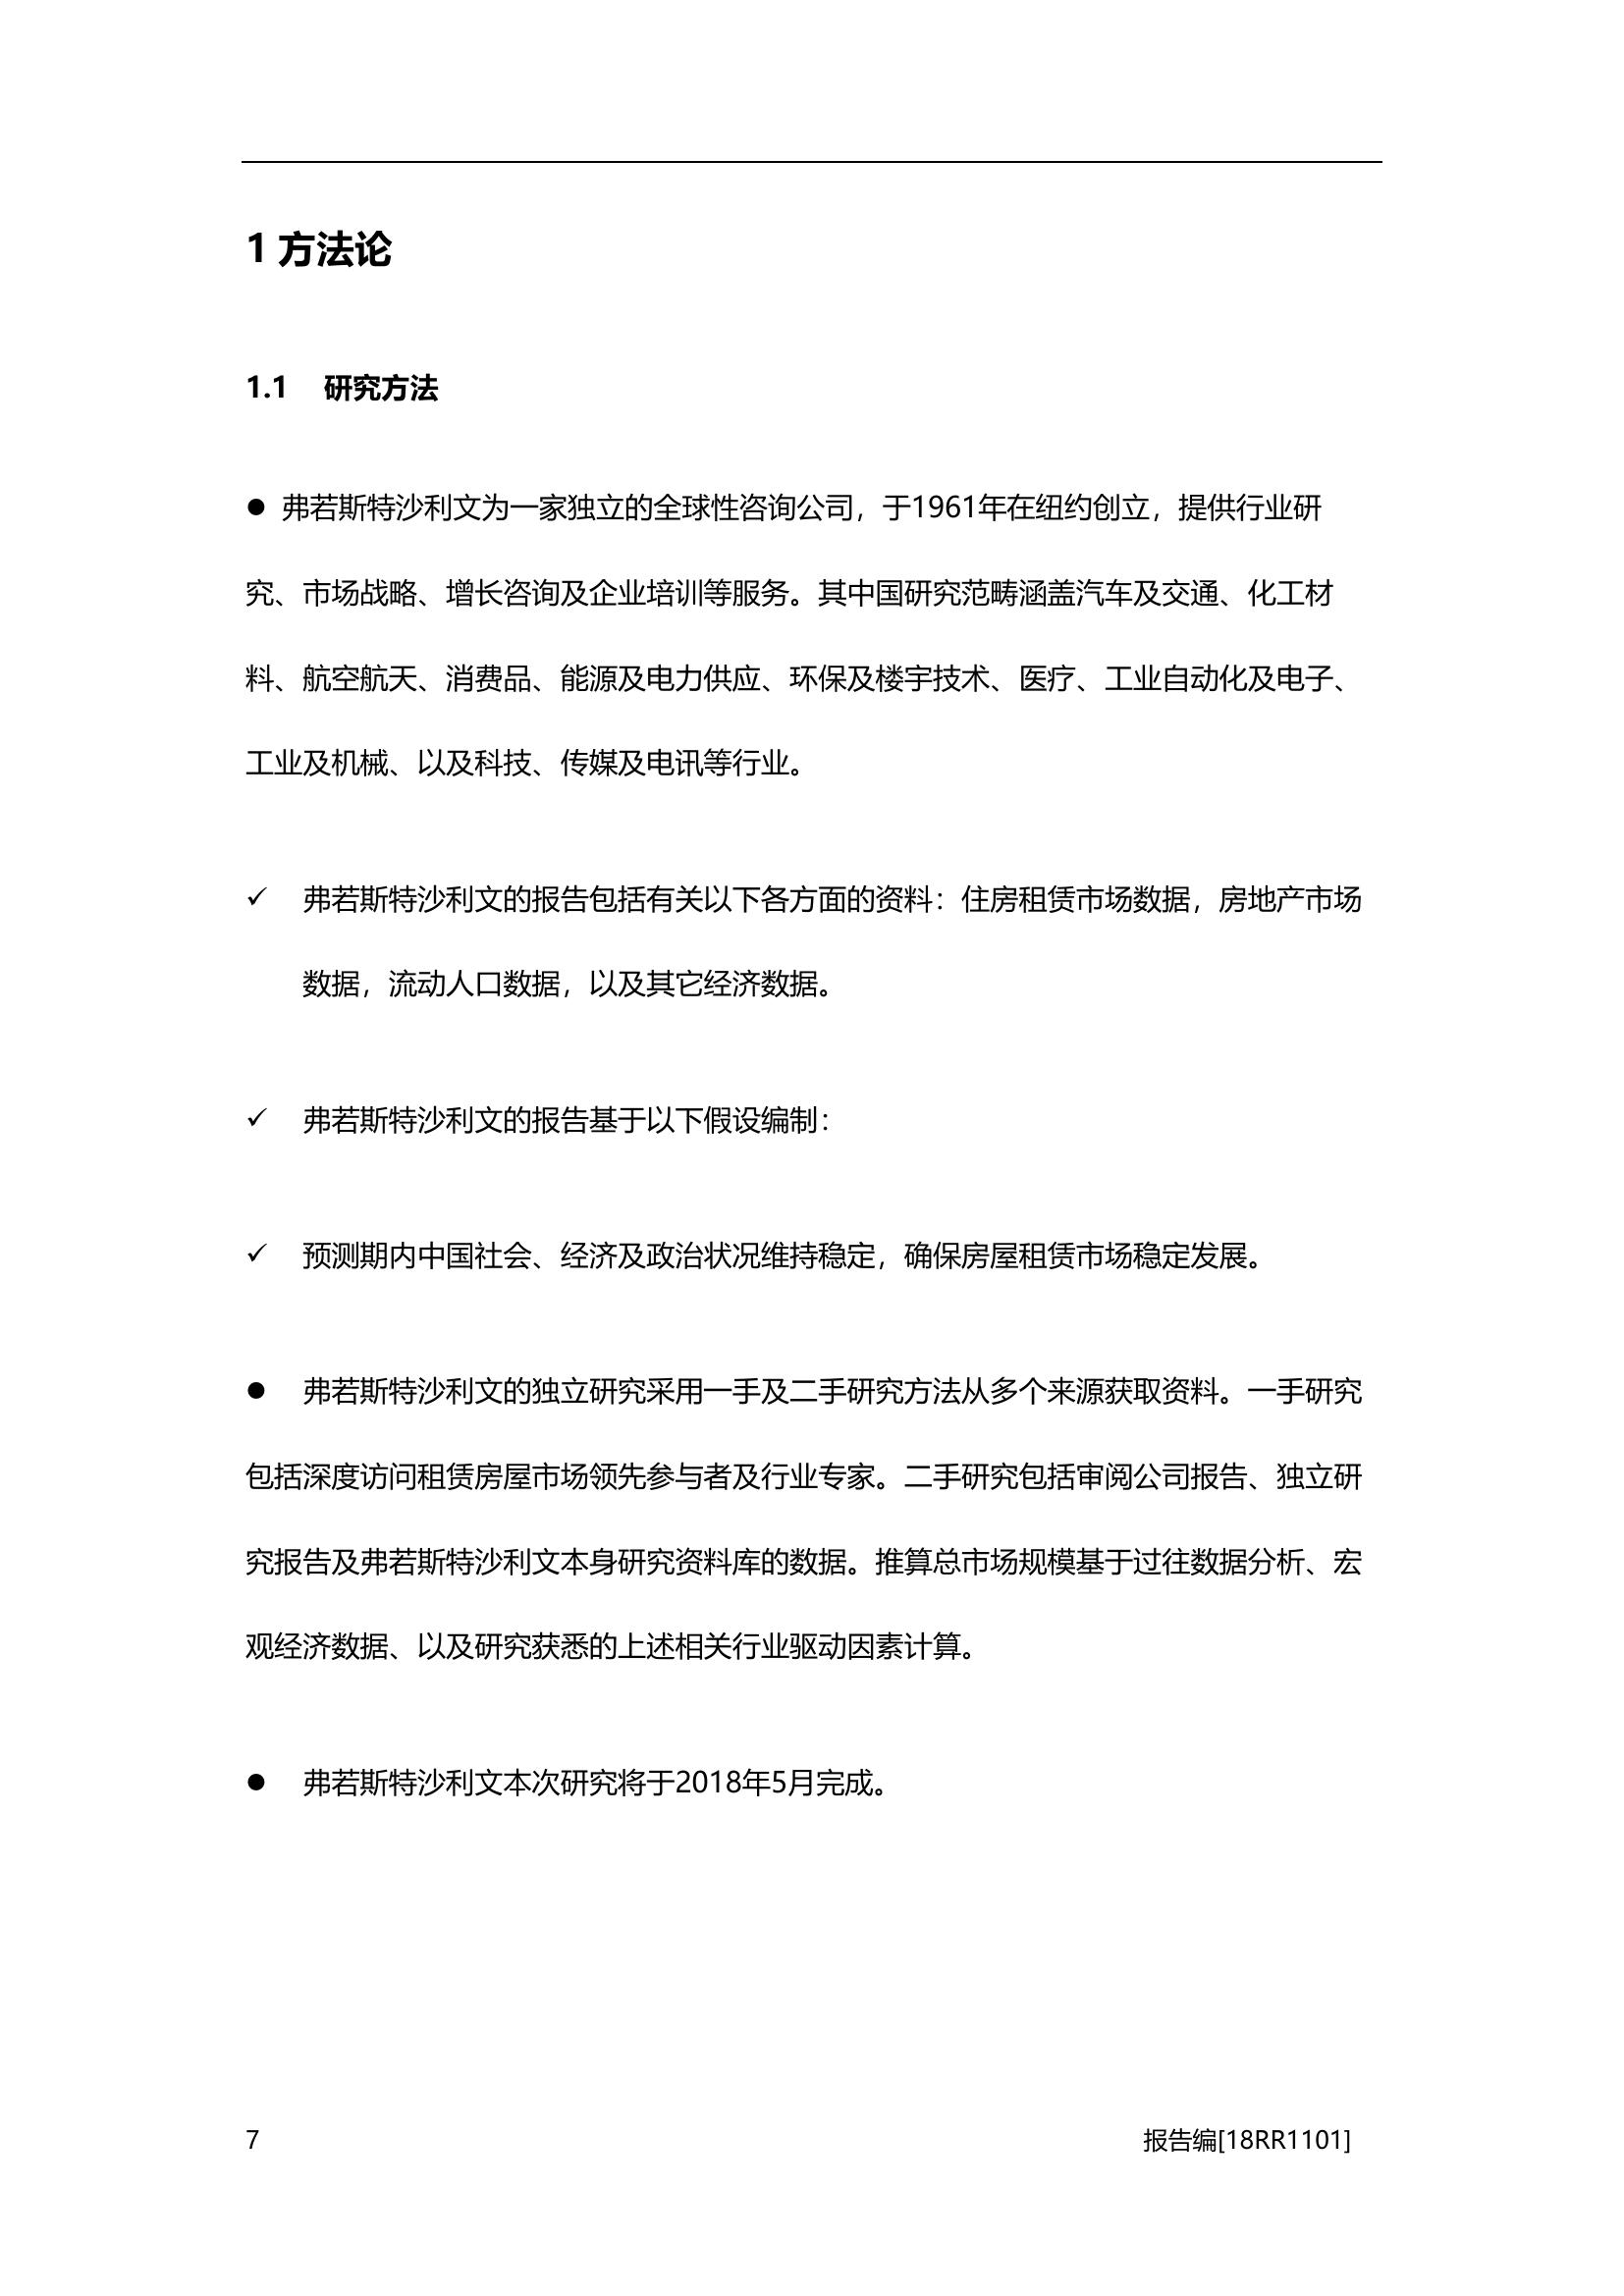 1 方法论
1.1 研究方法
● 弗若斯特沙利文为一家独立的全球性咨询公司，于1961年在纽约创立，提供行业研
究、市场战略、增长咨询及企业培训等服务。其中国研究范畴涵盖汽车及交通、化工材
料、航空航天、消费品、能源及电力供应、环保及楼宇技术、医疗、工业自动化及电子、
工业及机械、以及科技、传媒及电讯等行业。
✓ 弗若斯特沙利文的报告包括有关以下各方面的资料：住房租赁市场数据，房地产市场
数据，流动人口数据，以及其它经济数据。
✓ 弗若斯特沙利文的报告基于以下假设编制：
✓ 预测期内中国社会、经济及政治状况维持稳定，确保房屋租赁市场稳定发展。
● 弗若斯特沙利文的独立研究采用一手及二手研究方法从多个来源获取资料。一手研究
包括深度访问租赁房屋市场领先参与者及行业专家。二手研究包括审阅公司报告、独立研
究报告及弗若斯特沙利文本身研究资料库的数据。推算总市场规模基于过往数据分析、宏
观经济数据、以及研究获悉的上述相关行业驱动因素计算。
● 弗若斯特沙利文本次研究将于2018年5月完成。
7 报告编[18RR1101]